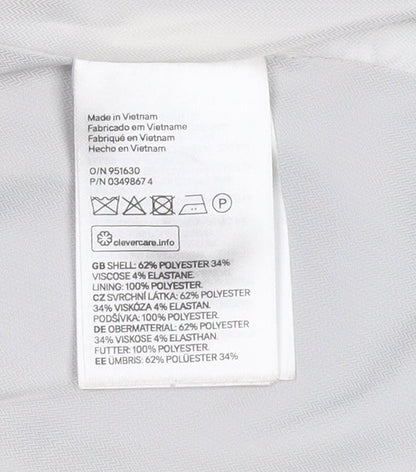 Made in Vietnam
Fabricado em Vietname
Fabriqué en Vietnam
Hecho en Vietnam
O/N 951630
P/N 0349867 4
P
clevercare.info
GB SHELL: 62% POLYESTER 34%
VISCOSE 4% ELASTANE.
LINING: 100% POLYESTER.
CZ SVRCHNÍ LÁTKA: 62% POLYESTER
34% VISKÓZA 4% ELASTAN.
PODŠÍVKA: 100% POLYESTER.
DE OBERMATERIAL: 62% POLYESTER
34% VISKOSE 4% ELASTHAN.
FUTTER: 100% POLYESTER.
EE ÜMBRIS: 62% POLÜESTER 34%